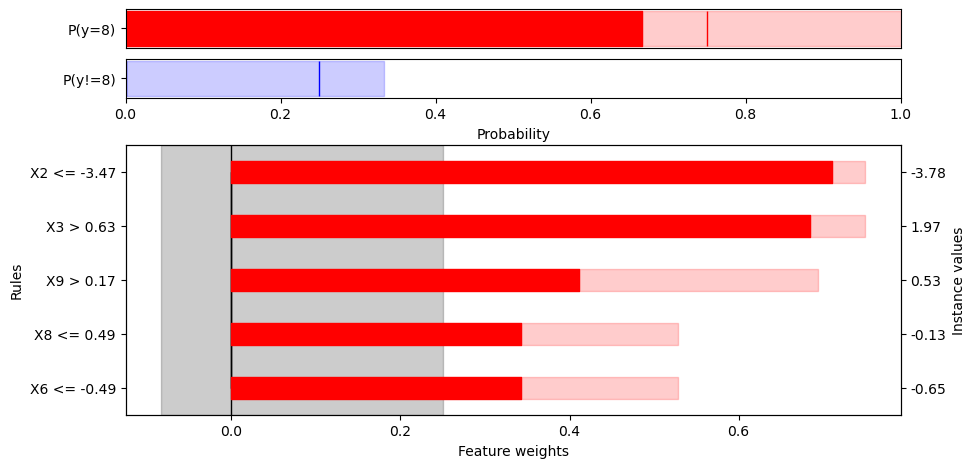 P(y=8)
P(y!=8)
0.0 0.2 0.4 0.6 0.8 1.0
Probability
X2 <= -3.47 -3.78
X3 > 0.63 1.97
X9 > 0.17 0.53
X8 <= 0.49 -0.13
X6 <= -0.49 -0.65
Rules
Instance values
0.0 0.2 0.4 0.6
Feature weights